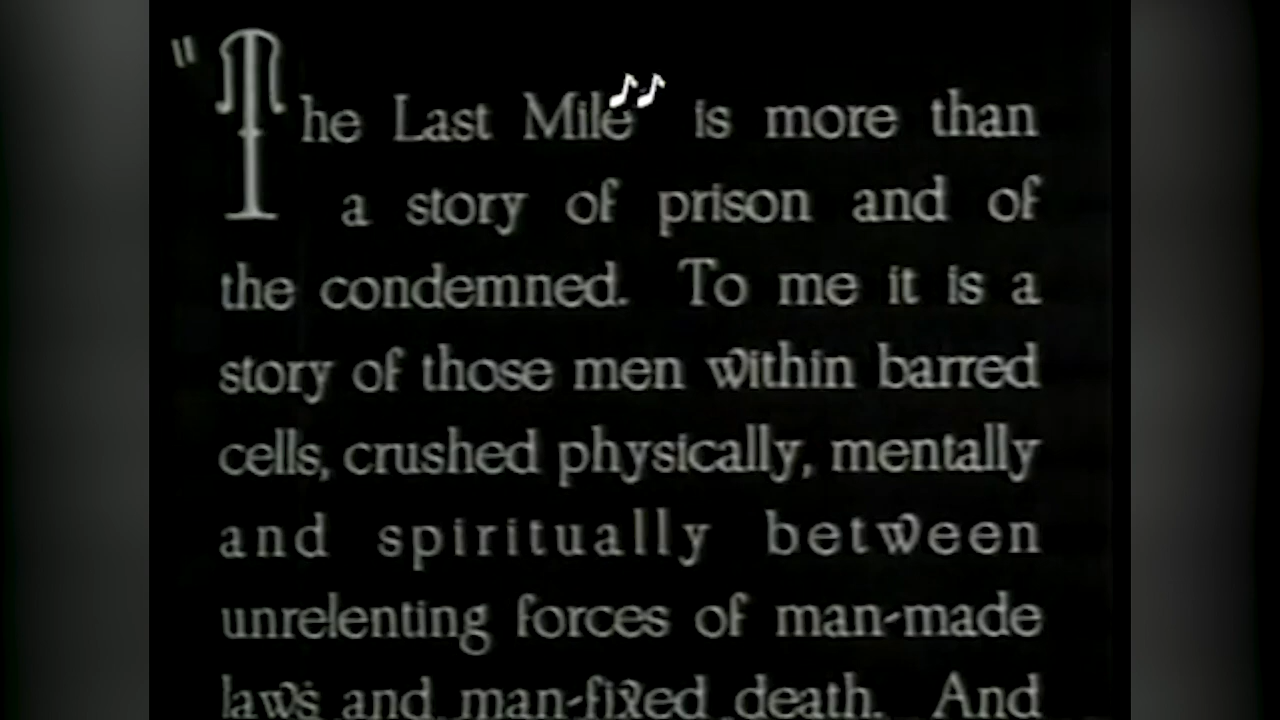 "The Last Mile♪♪ is more than
a story of prison and of
the condemned. To me it is a
story of those men within barred
cells, crushed physically, mentally
and spiritually between
unrelenting forces of man-made
laws and man-fixed death. And